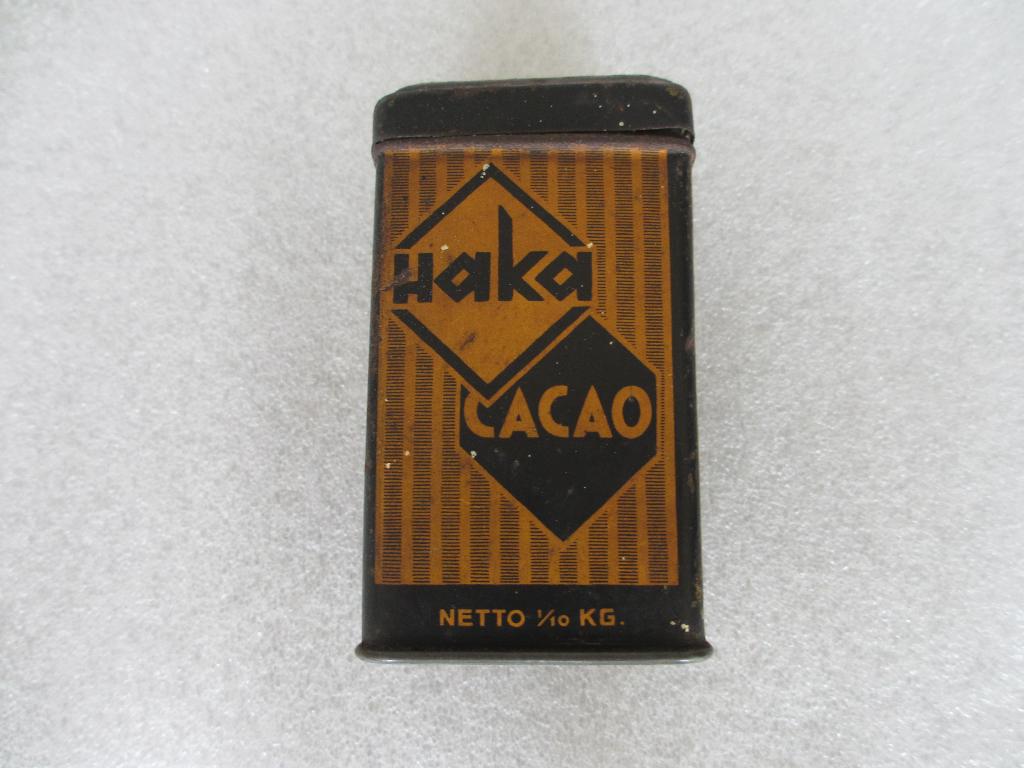 Haka
CACAO
NETTO 1/10 KG.